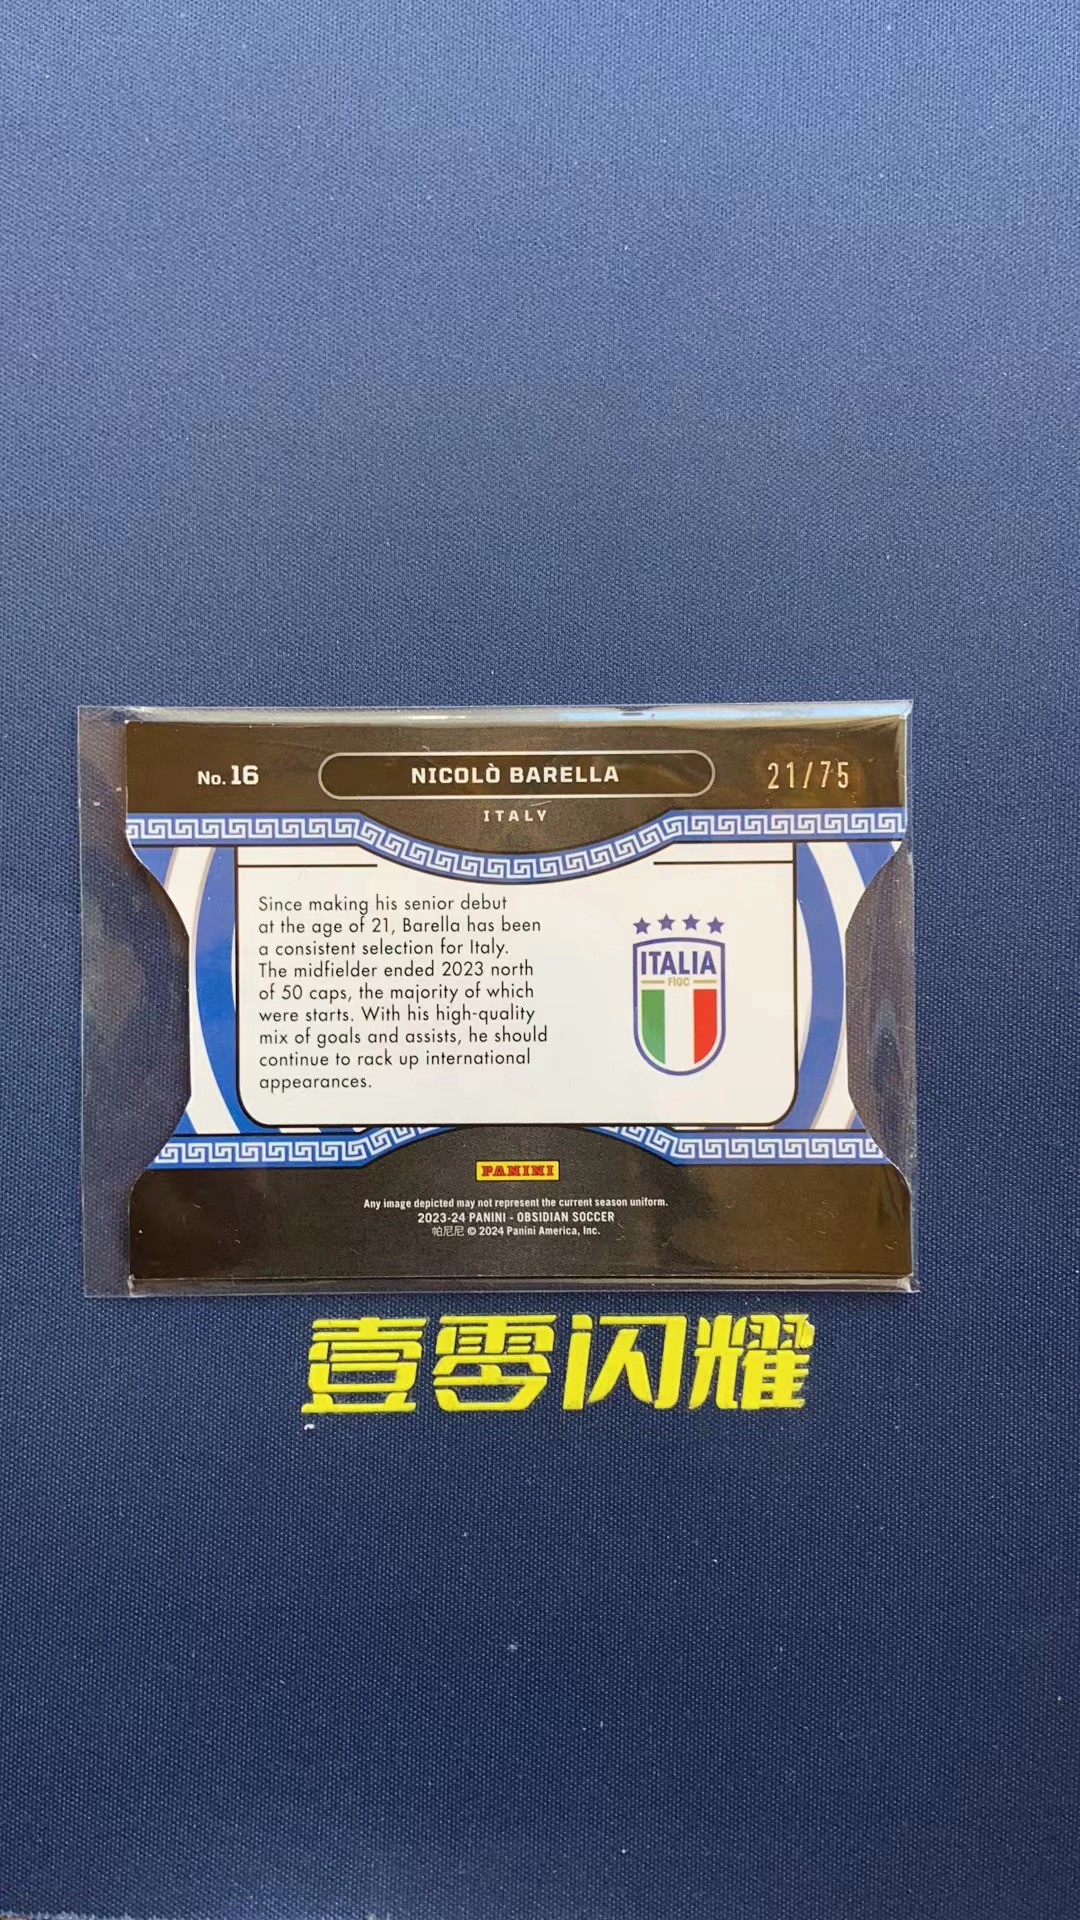 No. 16
NICOLÒ BARELLA
21/75
ITALY
Since making his senior debut
at the age of 21, Barella has been
a consistent selection for Italy.
The midfielder ended 2023 north
of 50 caps, the majority of which
were starts. With his high-quality
mix of goals and assists, he should
continue to rack up international
appearances.
ITALIA
FIGC
PANINI
Any image depicted may not represent the current season uniform.
2023-24 PANINI - OBSIDIAN SOCCER
帕尼尼 © 2024 Panini America, Inc.
壹零闪耀